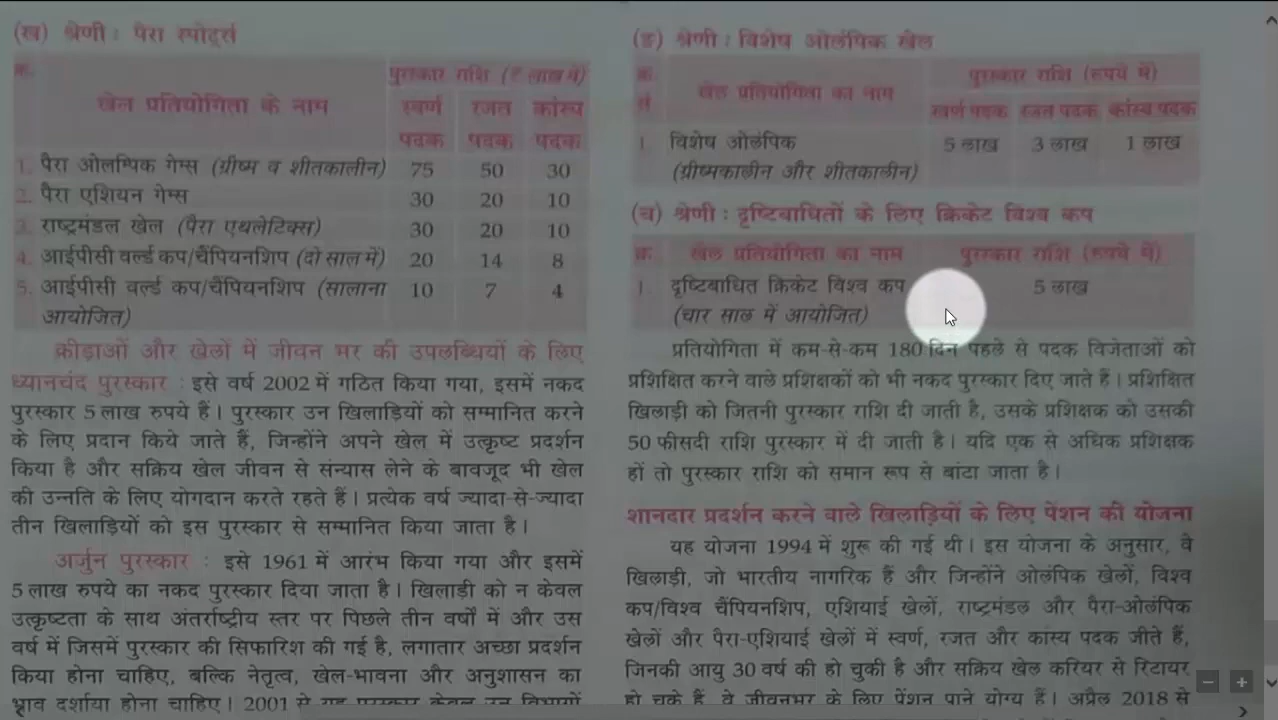 (ख) श्रेणी : पैरा स्पोर्ट्स
क्र. खेल प्रतियोगिता के नाम पुरस्कार राशि (₹ लाख में)
स्वर्ण पदक रजत पदक कांस्य पदक
1. पैरा ओलम्पिक गेम्स (ग्रीष्म व शीतकालीन) 75 50 30
2. पैरा एशियन गेम्स 30 20 10
3. राष्ट्रमंडल खेल (पैरा एथलेटिक्स) 30 20 10
4. आईपीसी वर्ल्ड कप/चैंपियनशिप (दो साल में) 20 14 8
5. आईपीसी वर्ल्ड कप/चैंपियनशिप (सालाना 10 7 4
आयोजित)
क्रीड़ाओं और खेलों में जीवन भर की उपलब्धियों के लिए
ध्यानचंद पुरस्कार : इसे वर्ष 2002 में गठित किया गया, इसमें नकद
पुरस्कार 5 लाख रुपये हैं। पुरस्कार उन खिलाड़ियों को सम्मानित करने
के लिए प्रदान किये जाते हैं, जिन्होंने अपने खेल में उत्कृष्ट प्रदर्शन
किया है और सक्रिय खेल जीवन से संन्यास लेने के बावजूद भी खेल
की उन्नति के लिए योगदान करते रहते हैं। प्रत्येक वर्ष ज्यादा-से-ज्यादा
तीन खिलाड़ियों को इस पुरस्कार से सम्मानित किया जाता है।
अर्जुन पुरस्कार : इसे 1961 में आरंभ किया गया और इसमें
5 लाख रुपये का नकद पुरस्कार दिया जाता है। खिलाड़ी को न केवल
उत्कृष्टता के साथ अंतर्राष्ट्रीय स्तर पर पिछले तीन वर्षों में और उस
वर्ष में जिसमें पुरस्कार की सिफारिश की गई है, लगातार अच्छा प्रदर्शन
किया होना चाहिए, बल्कि नेतृत्व, खेल-भावना और अनुशासन का
भाव दर्शाया होना चाहिए। 2001 से यह पुरस्कार केवल उन विभागों
(ङ) श्रेणी : विशेष ओलंपिक खेल
क्र. सं खेल प्रतियोगिता का नाम पुरस्कार राशि (रूपये में)
स्वर्ण पदक रजत पदक कांस्य पदक
1. विशेष ओलंपिक 5 लाख 3 लाख 1 लाख
(ग्रीष्मकालीन और शीतकालीन)
(च) श्रेणी : दृष्टिबाधितों के लिए क्रिकेट विश्व कप
क्र. खेल प्रतियोगिता का नाम पुरस्कार राशि (रूपये में)
1. दृष्टिबाधित क्रिकेट विश्व कप 5 लाख
(चार साल में आयोजित)
प्रतियोगिता में कम-से-कम 180 दिन पहले से पदक विजेताओं को
प्रशिक्षित करने वाले प्रशिक्षकों को भी नकद पुरस्कार दिए जाते हैं। प्रशिक्षित
खिलाड़ी को जितनी पुरस्कार राशि दी जाती है, उसके प्रशिक्षक को उसकी
50 फीसदी राशि पुरस्कार में दी जाती है। यदि एक से अधिक प्रशिक्षक
हों तो पुरस्कार राशि को समान रूप से बांटा जाता है।
शानदार प्रदर्शन करने वाले खिलाड़ियों के लिए पेंशन की योजना
यह योजना 1994 में शुरू की गई थी। इस योजना के अनुसार, वे
खिलाड़ी, जो भारतीय नागरिक हैं और जिन्होंने ओलंपिक खेलों, विश्व
कप/विश्व चैंपियनशिप, एशियाई खेलों, राष्ट्रमंडल और पैरा-ओलंपिक
खेलों और पैरा-एशियाई खेलों में स्वर्ण, रजत और कांस्य पदक जीते हैं,
जिनकी आयु 30 वर्ष की हो चुकी है और सक्रिय खेल करियर से रिटायर
हो चुके हैं, वे जीवनभर के लिए पेंशन पाने योग्य हैं। अप्रैल 2018 से